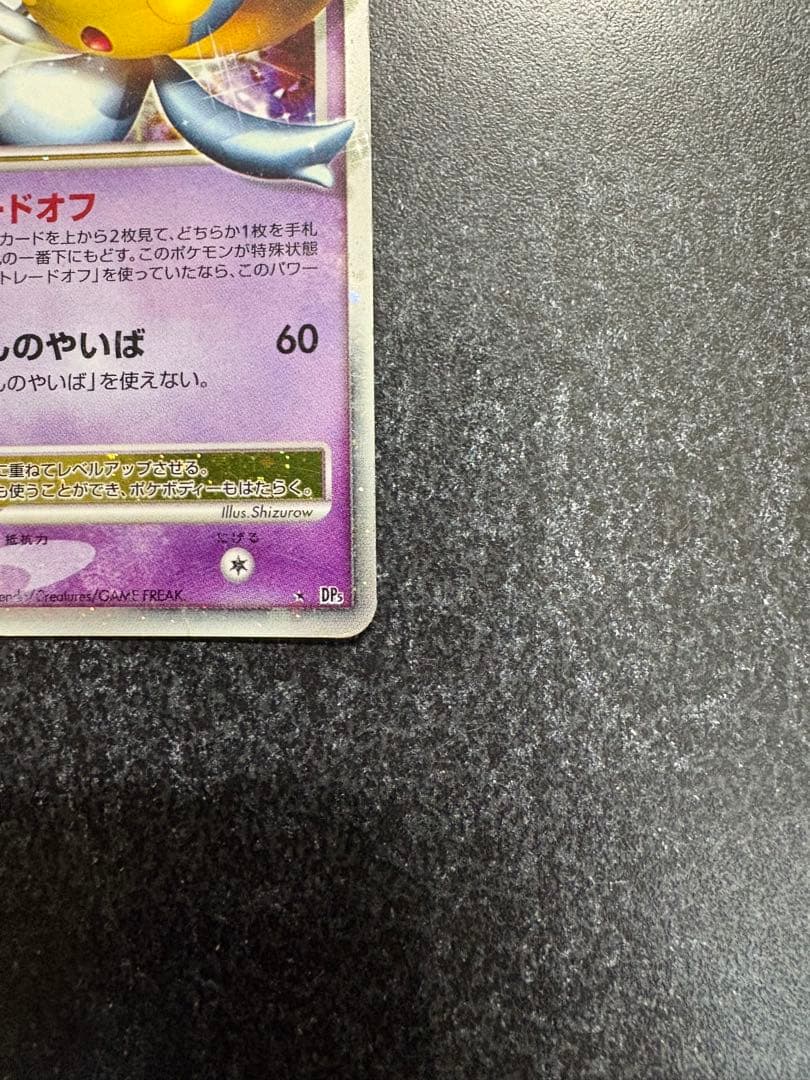 ードオフ
カードを上から2枚見て、どちらか1枚を手札
の一番下にもどす。このポケモンが特殊状態
トレードオフ」を使っていたなら、このパワー
んのやいば 60
んのやいば」を使えない。
に重ねてレベルアップさせる。
も使うことができ、ポケボディーもはたらく。
Illus.Shizurow
抵抗力 にげる
/Creatures/GAME FREAK. ★ DP5